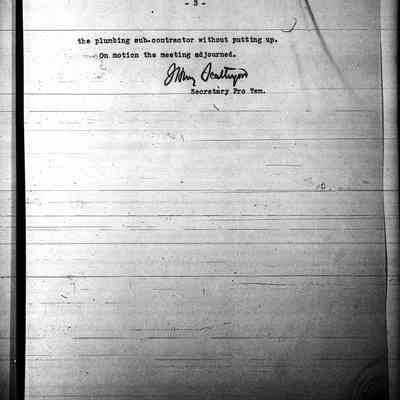 - 3 -
the plumbing sub-contractor without putting up.
On motion the meeting adjourned.
Secretary Pro Tem.